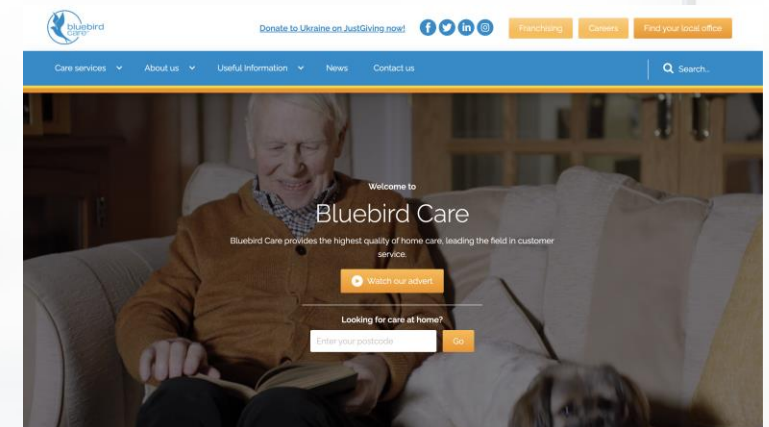 bluebird
care
Donate to Ukraine on JustGiving now!
Franchising
Careers
Find your local office
Care services
About us
Useful Information
News
Contact us
Search...
Welcome to
Bluebird Care
Bluebird Care provides the highest quality of home care, leading the field in customer
service.
Watch our advert
Looking for care at home?
Enter your postcode
Go